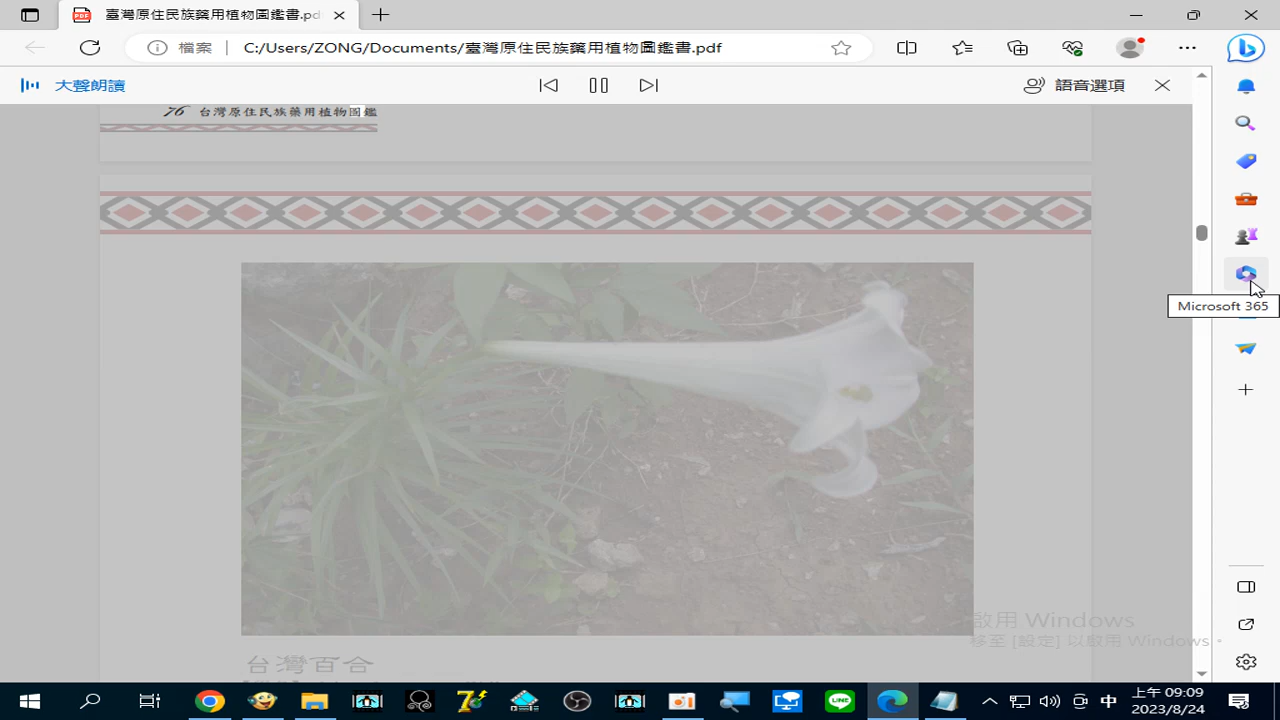 臺灣原住民族藥用植物圖鑑書.pd
檔案
C:/Users/ZONG/Documents/臺灣原住民族藥用植物圖鑑書.pdf
大聲朗讀
語音選項
76 台灣原住民族藥用植物圖鑑
Microsoft 365
啟用 Windows
移至 [設定] 以啟用 Windows。
台灣百合
中
上午 09:09
2023/8/24